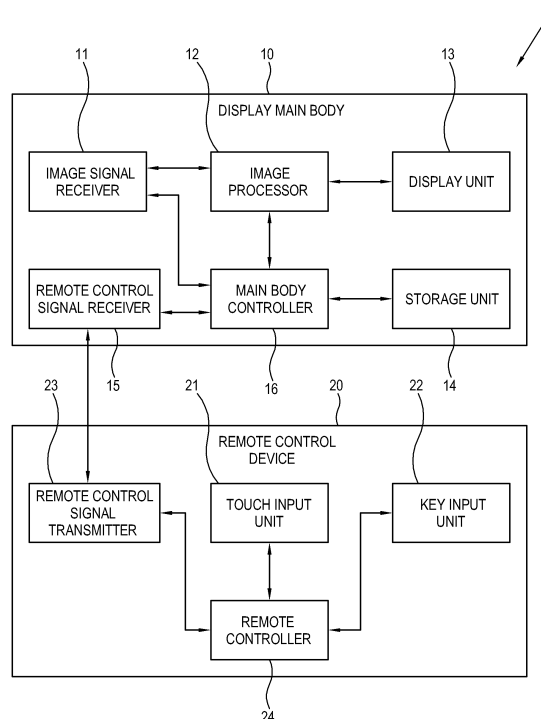 11
12
10
13
DISPLAY MAIN BODY
IMAGE SIGNAL
RECEIVER
IMAGE
PROCESSOR
DISPLAY UNIT
REMOTE CONTROL
SIGNAL RECEIVER
MAIN BODY
CONTROLLER
STORAGE UNIT
23
15
21
16
20
22
14
REMOTE CONTROL
DEVICE
REMOTE CONTROL
SIGNAL
TRANSMITTER
TOUCH INPUT
UNIT
KEY INPUT
UNIT
REMOTE
CONTROLLER
24